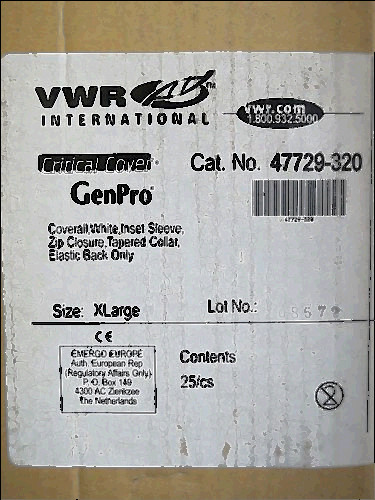 VWR
INTERNATIONAL
TM
vwr.com
1.800.932.5000
Critical Cover
GenPro
Cat. No. 47729-320
47729-320
Coverall,White,Inset Sleeve,
Zip Closure,Tapered Collar,
Elastic Back Only
Size: XLarge
Lot No.:
CE
EMERGO EUROPE
Auth. European Rep
(Regulatory Affairs Only)
P. O. Box 149
4300 AC Zierikzee
The Netherlands
Contents
25/cs